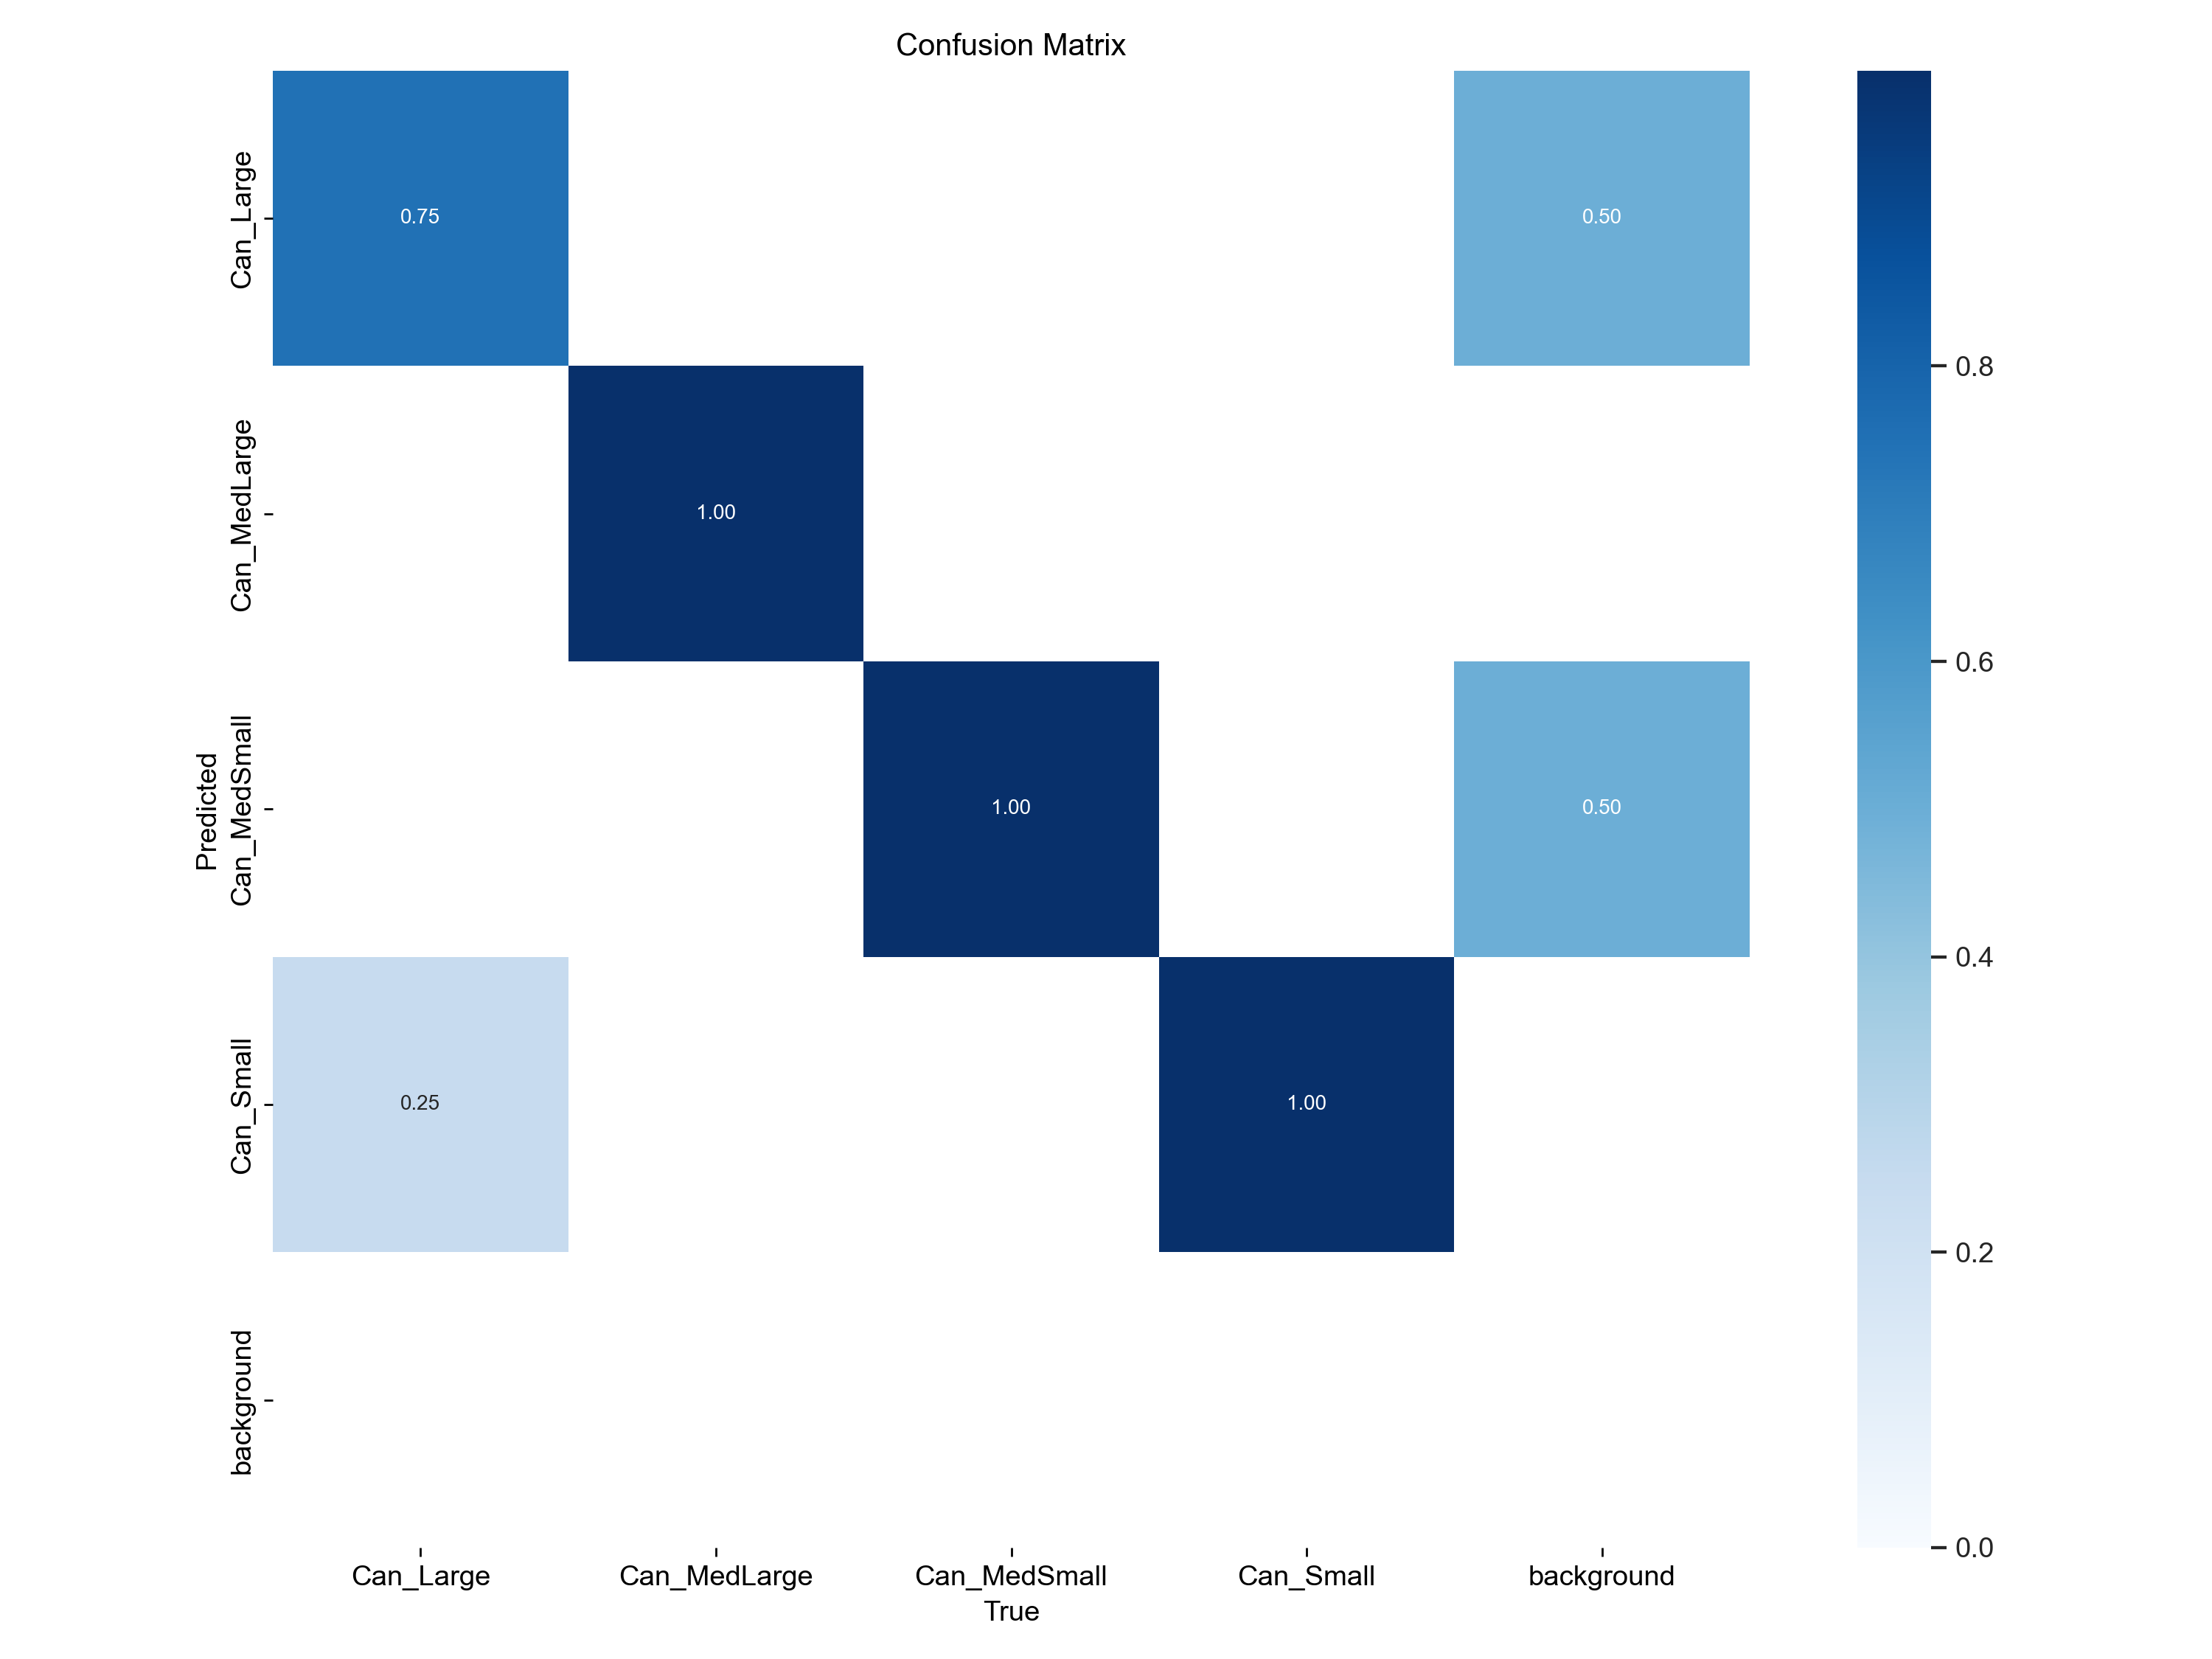 Confusion Matrix
Can_Large
0.75
0.50
Can_MedLarge
1.00
Predicted
Can_MedSmall
1.00
0.50
Can_Small
0.25
1.00
background
Can_Large Can_MedLarge Can_MedSmall Can_Small background
True
0.8
0.6
0.4
0.2
0.0